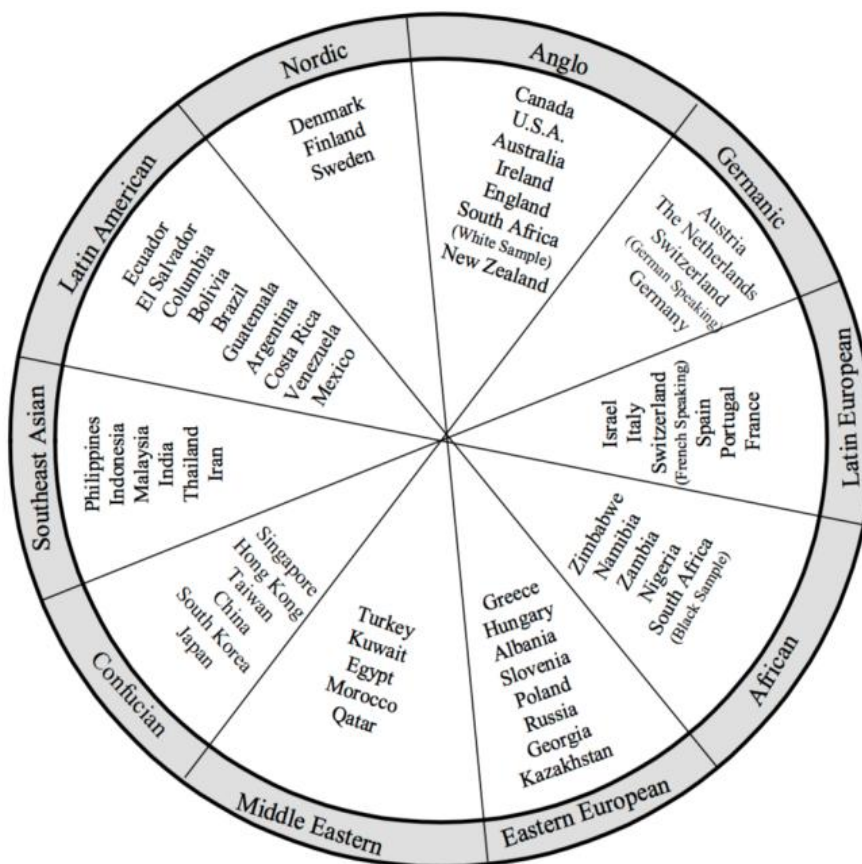 Nordic
Denmark
Finland
Sweden
Anglo
Canada
U.S.A.
Australia
Ireland
England
South Africa
(White Sample)
New Zealand
Germanic
Austria
The Netherlands
Switzerland
(German Speaking)
Germany
Latin European
Israel
Italy
Switzerland
(French Speaking)
Spain
Portugal
France
African
Zimbabwe
Namibia
Zambia
Nigeria
South Africa
(Black Sample)
Eastern European
Greece
Hungary
Albania
Slovenia
Poland
Russia
Georgia
Kazakhstan
Middle Eastern
Turkey
Kuwait
Egypt
Morocco
Qatar
Confucian
Singapore
Hong Kong
Taiwan
China
South Korea
Japan
Southeast Asian
Philippines
Indonesia
Malaysia
India
Thailand
Iran
Latin American
Ecuador
El Salvador
Columbia
Bolivia
Brazil
Guatemala
Argentina
Costa Rica
Venezuela
Mexico